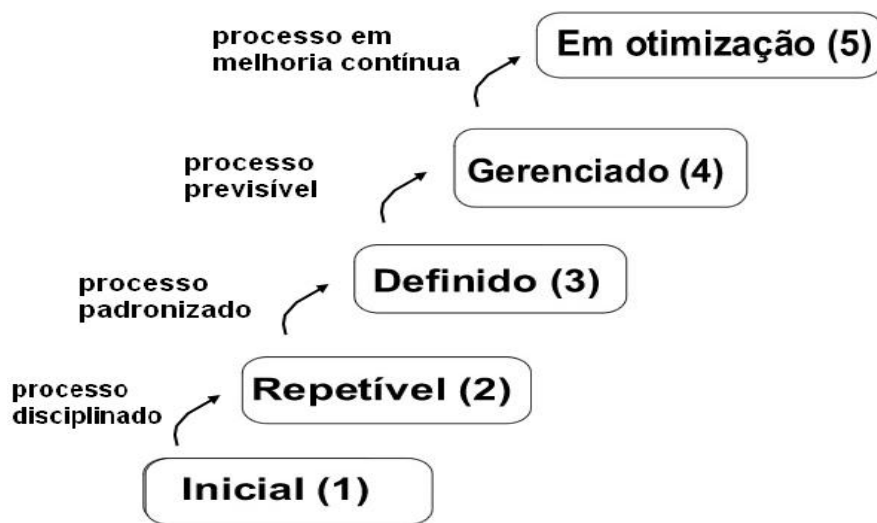 processo em
melhoria contínua
Em otimização (5)
processo
previsível
Gerenciado (4)
processo
padronizado
Definido (3)
processo
disciplinado
Repetível (2)
Inicial (1)